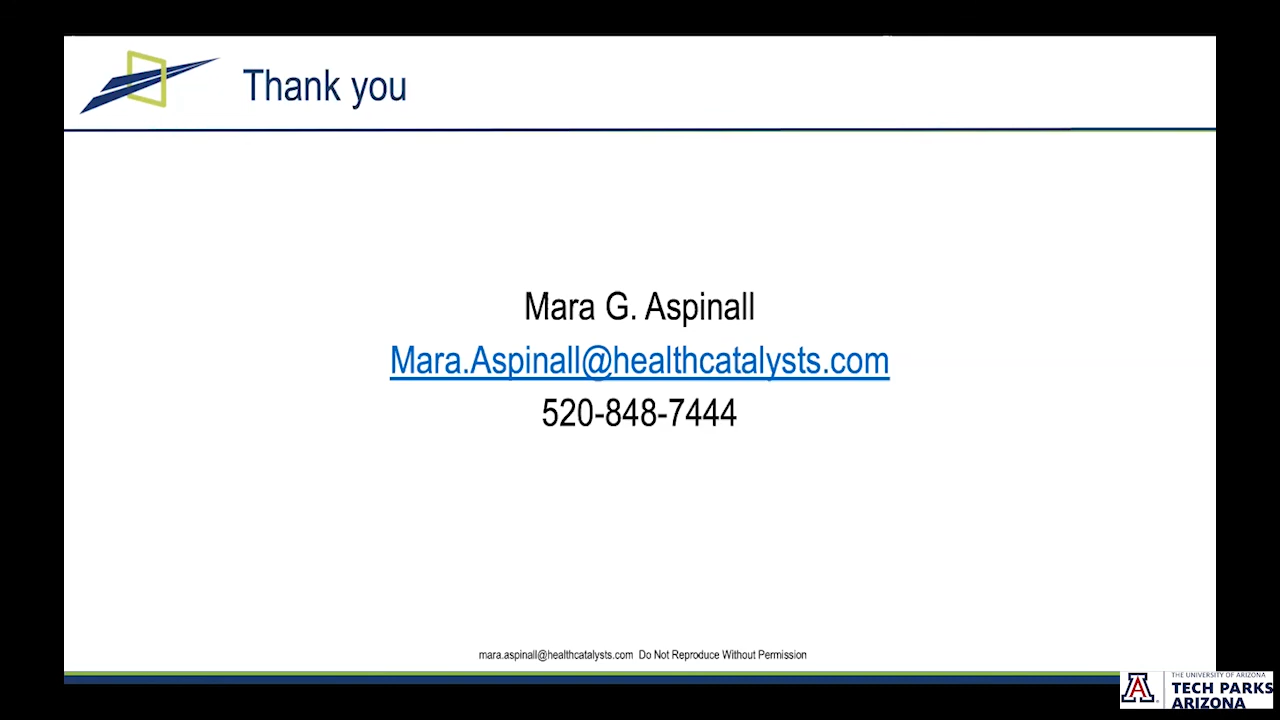 Thank you
Mara G. Aspinall
Mara.Aspinall@healthcatalysts.com
520-848-7444
mara.aspinall@healthcatalysts.com Do Not Reproduce Without Permission
A
THE UNIVERSITY OF ARIZONA
TECH PARKS
ARIZONA